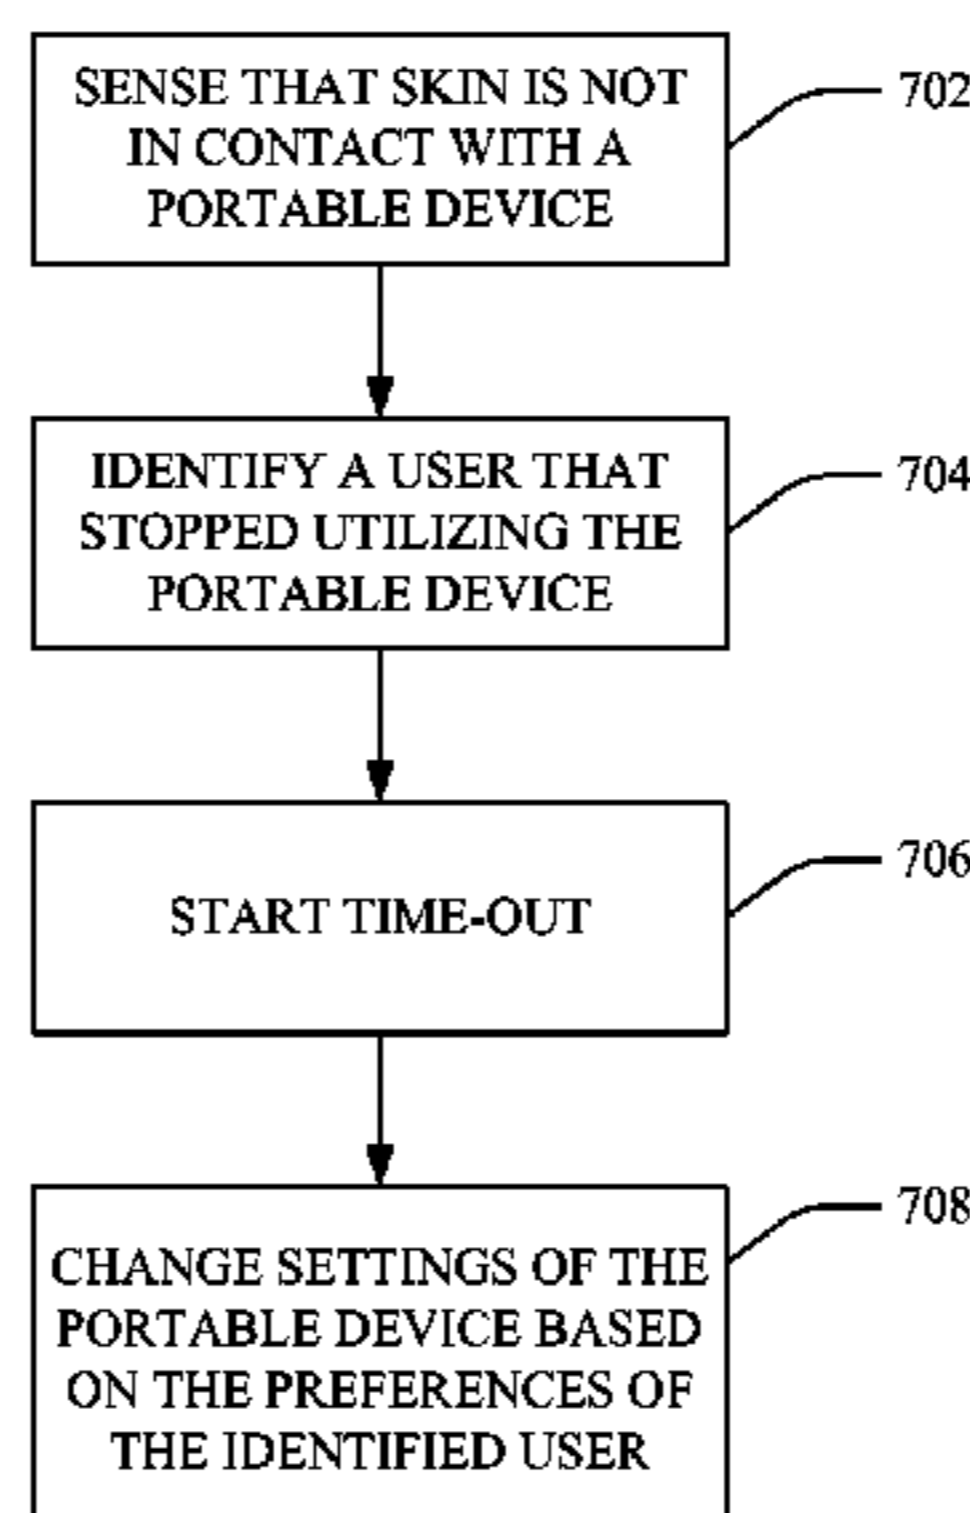 SENSE THAT SKIN IS NOT
IN CONTACT WITH A
PORTABLE DEVICE
702
IDENTIFY A USER THAT
STOPPED UTILIZING THE
PORTABLE DEVICE
704
START TIME-OUT
706
CHANGE SETTINGS OF THE
PORTABLE DEVICE BASED
ON THE PREFERENCES OF
THE IDENTIFIED USER
708